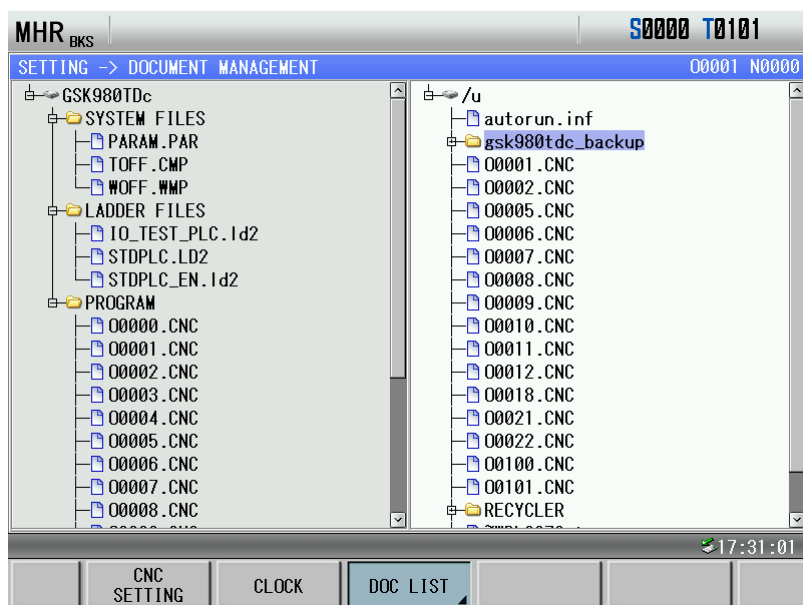 MHR BKS S0000 T0101
SETTING -> DOCUMENT MANAGEMENT O0001 N0000
GSK980TDc
SYSTEM FILES
PARAM.PAR
TOFF.CMP
WOFF.WMP
LADDER FILES
IO_TEST_PLC.ld2
STDPLC.LD2
STDPLC_EN.ld2
PROGRAM
O0000.CNC
O0001.CNC
O0002.CNC
O0003.CNC
O0004.CNC
O0005.CNC
O0006.CNC
O0007.CNC
O0008.CNC
/u
autorun.inf
gsk980tdc_backup
O0001.CNC
O0002.CNC
O0005.CNC
O0006.CNC
O0007.CNC
O0008.CNC
O0009.CNC
O0010.CNC
O0011.CNC
O0012.CNC
O0018.CNC
O0021.CNC
O0022.CNC
O0100.CNC
O0101.CNC
RECYCLER
17:31:01
CNC
SETTING
CLOCK
DOC LIST